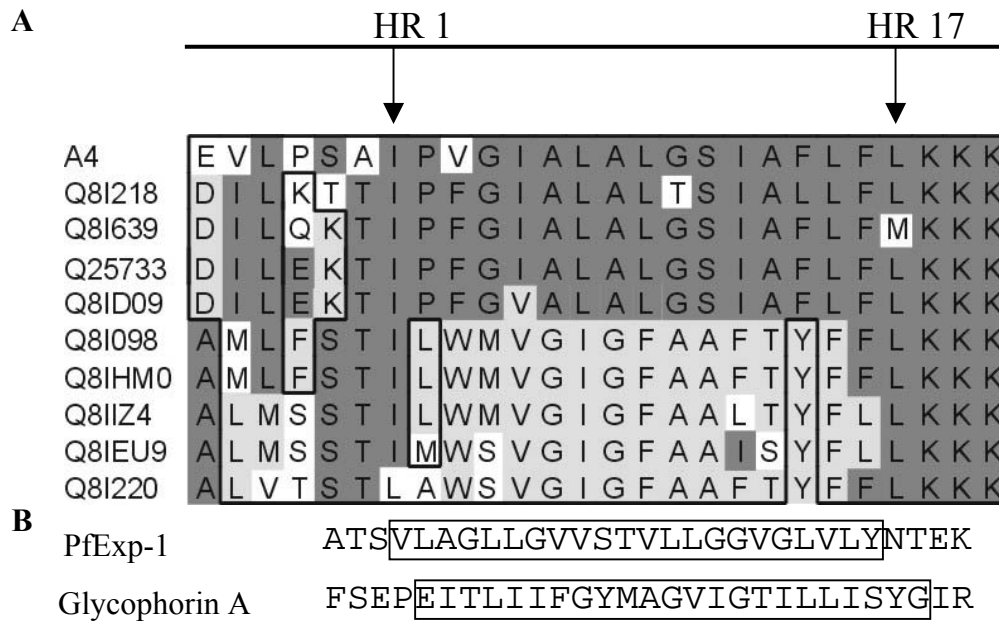 A
HR 1 HR 17
A4 E V L P S A I P V G I A L A L G S I A F L F L K K K
Q8I218 D I L K T T I P F G I A L A L T S I A L L F L K K K
Q8I639 D I L Q K T I P F G I A L A L G S I A F L F M K K K
Q25733 D I L E K T I P F G I A L A L G S I A F L F L K K K
Q8ID09 D I L E K T I P F G V A L A L G S I A F L F L K K K
Q8I098 A M L F S T I L W M V G I G F A A F T Y F F L K K K
Q8IHM0 A M L F S T I L W M V G I G F A A F T Y F F L K K K
Q8IIZ4 A L M S S T I L W M V G I G F A A L T Y F L L K K K
Q8IEU9 A L M S S T I M W S V G I G F A A I S Y F L L K K K
Q8I220 A L V T S T L A W S V G I G F A A F T Y F F L K K K
B
PfExp-1 ATSVLAGLLGVVSTVLLGGVGLVLYNTEK
Glycophorin A FSEPEITLIIFGYMAGVIGTILLISYGIR